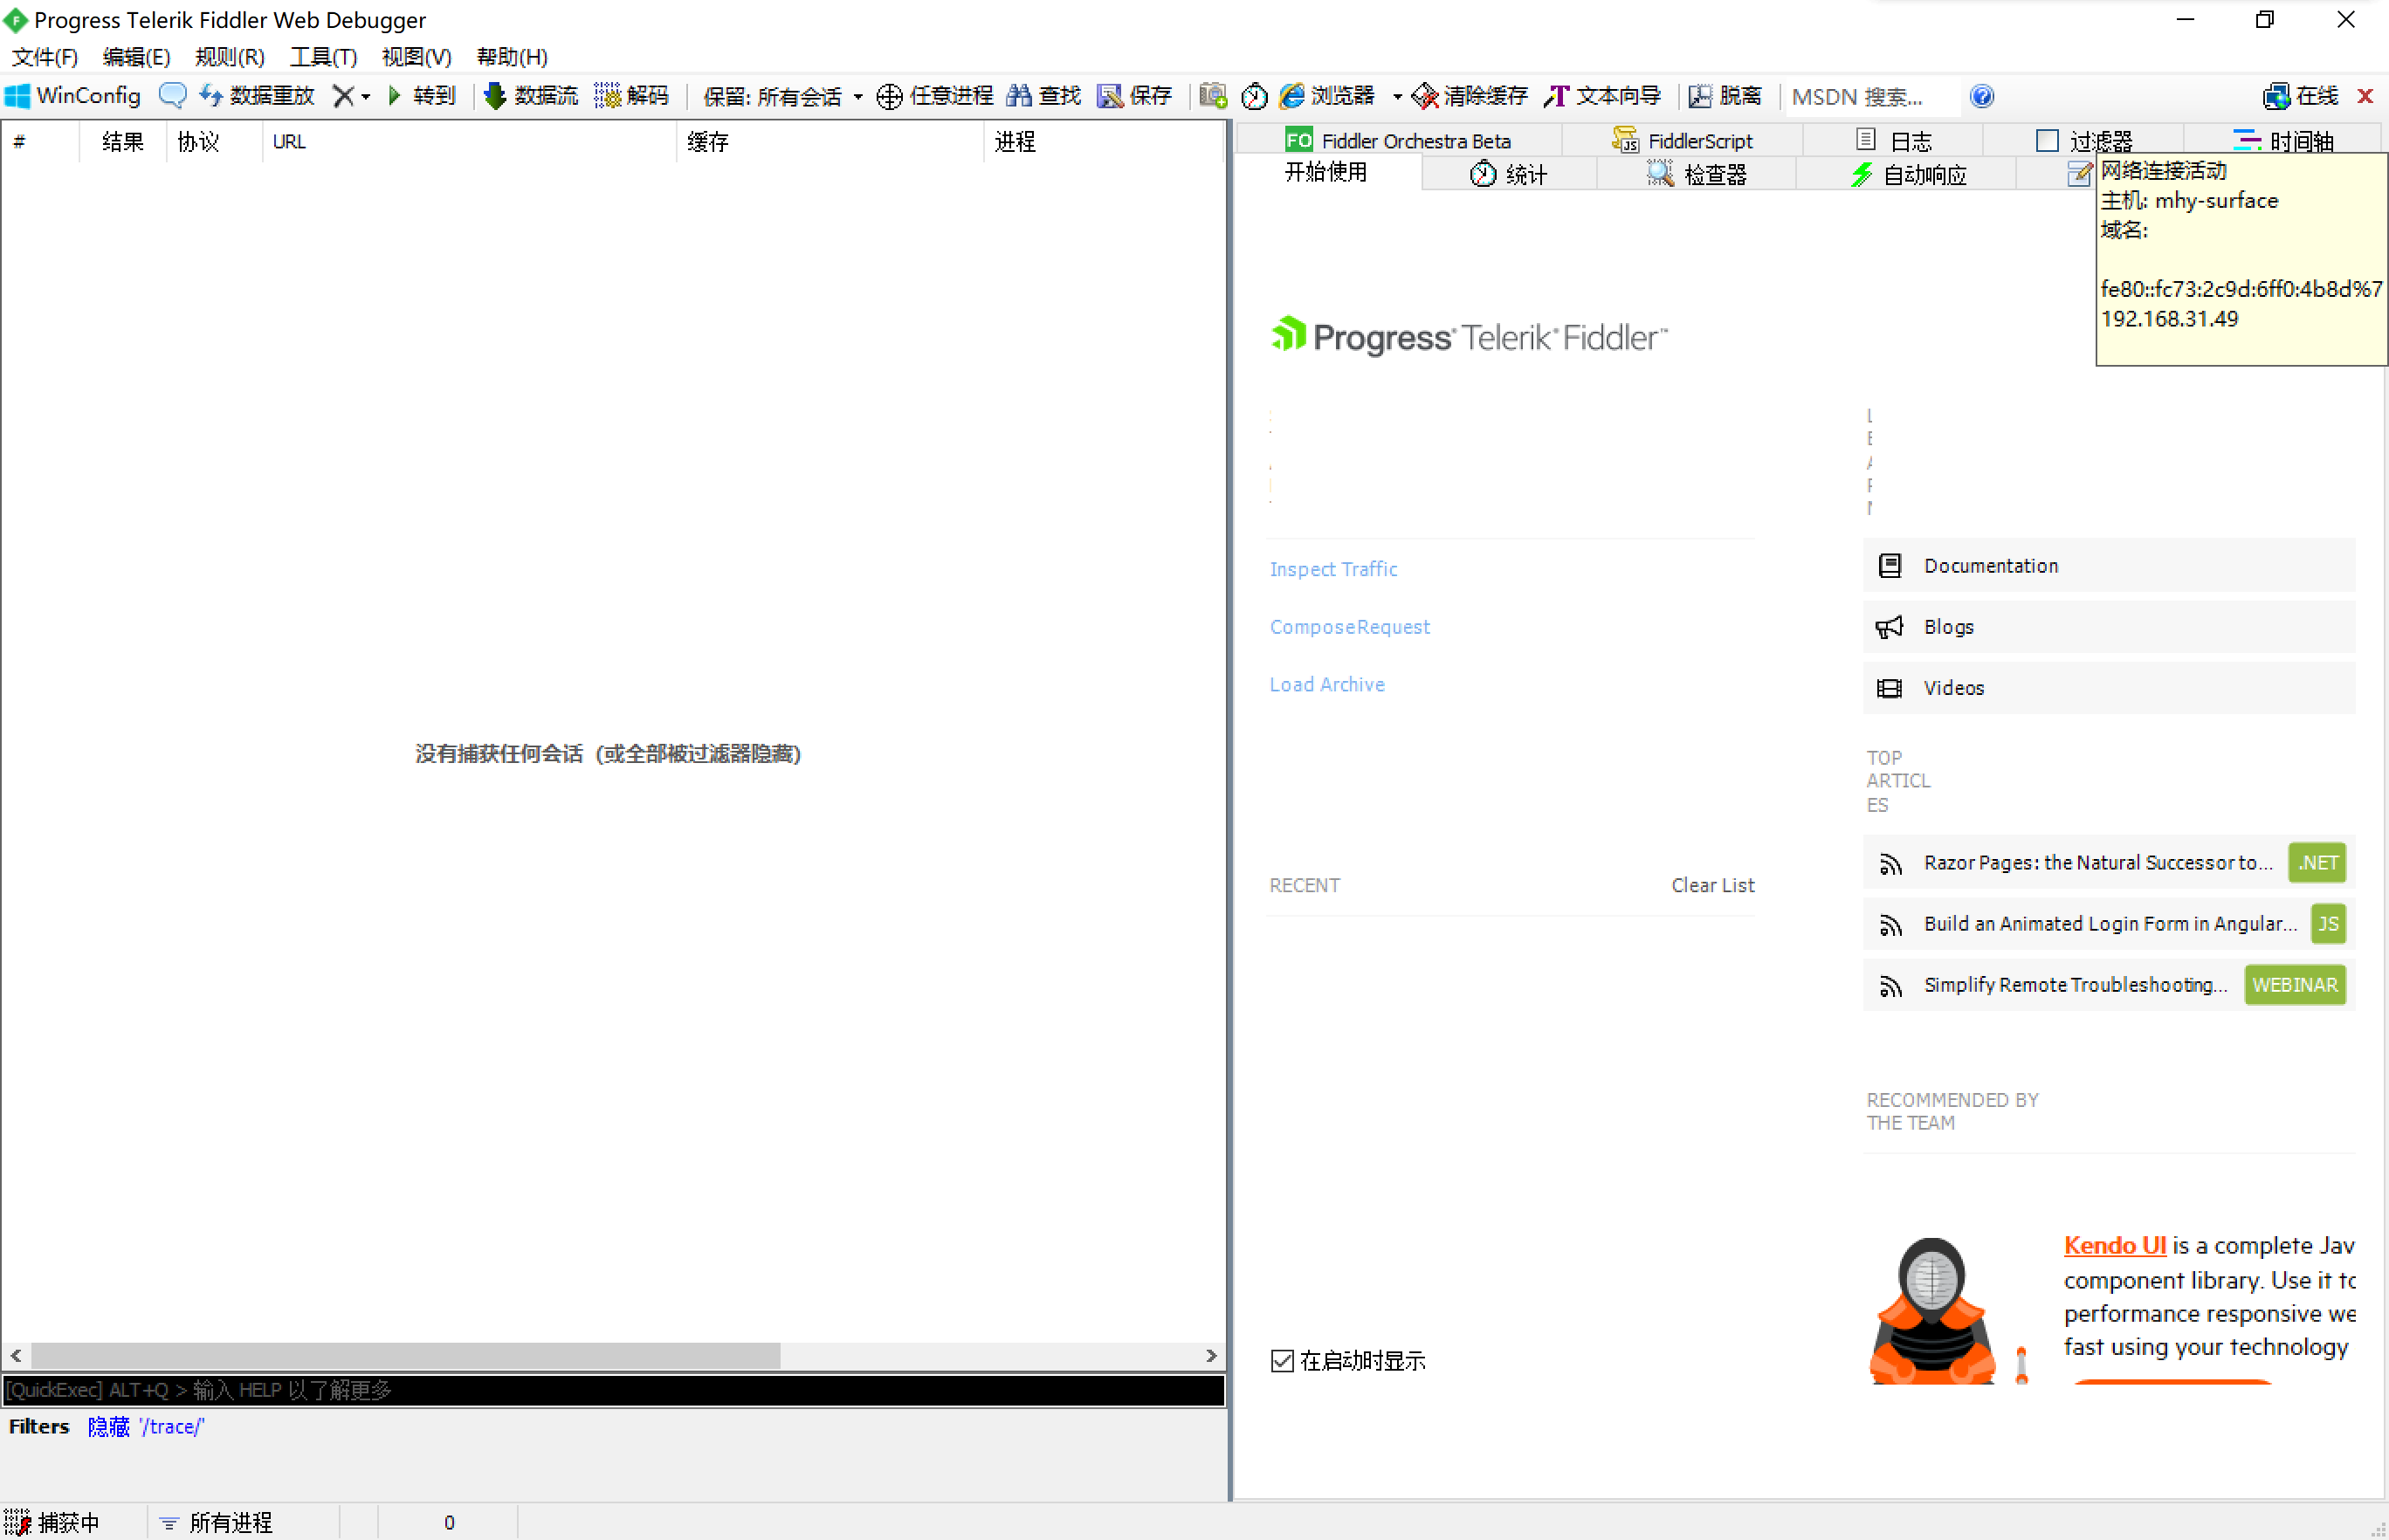 Progress Telerik Fiddler Web Debugger
文件(F) 编辑(E) 规则(R) 工具(T) 视图(V) 帮助(H)
WinConfig 数据重放 转到 数据流 解码 保留: 所有会话 任意进程 查找 保存 浏览器 清除缓存 文本向导 脱离 MSDN 搜索... 在线
# 结果 协议 URL 缓存 进程
FO Fiddler Orchestra Beta FiddlerScript 日志 过滤器 时间轴
开始使用 统计 检查器 自动响应
网络连接活动
主机: mhy-surface
域名:
fe80::fc73:2c9d:6ff0:4b8d%7
192.168.31.49
Progress Telerik Fiddler™
Inspect Traffic
Compose Request
Load Archive
RECENT Clear List
在启动时显示
Documentation
Blogs
Videos
TOP
ARTICL
ES
Razor Pages: the Natural Successor to... .NET
Build an Animated Login Form in Angular... JS
Simplify Remote Troubleshooting... WEBINAR
RECOMMENDED BY
THE TEAM
Kendo UI is a complete Jav
component library. Use it to
performance responsive we
fast using your technology
没有捕获任何会话 (或全部被过滤器隐藏)
[QuickExec] ALT+Q > 输入 HELP 以了解更多
Filters 隐藏 '/trace/'
捕获中 所有进程 0